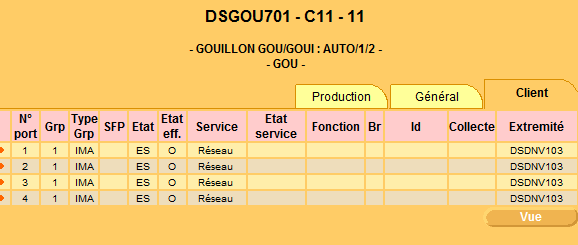 DSGOU701 - C11 - 11
- GOUILLON GOU/GOUI : AUTO/1/2 -
- GOU -
Production Général Client
N° port Grp Type Grp SFP Etat Etat eff. Service Etat service Fonction Br Id Collecte Extremité
1 1 IMA ES O Réseau DSDNV103
2 1 IMA ES O Réseau DSDNV103
3 1 IMA ES O Réseau DSDNV103
4 1 IMA ES O Réseau DSDNV103
Vue